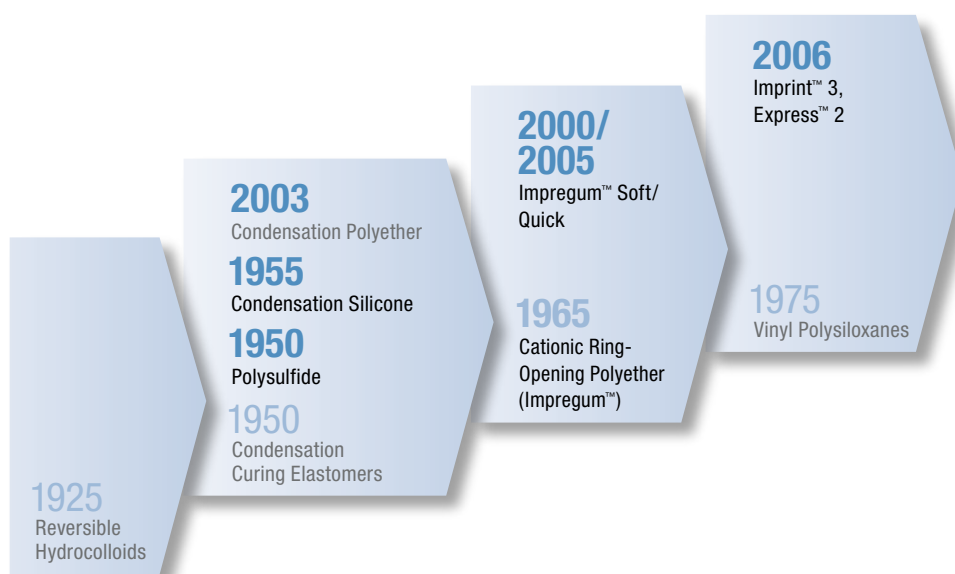 1925
Reversible
Hydrocolloids
2003
Condensation Polyether
1955
Condensation Silicone
1950
Polysulfide
1950
Condensation
Curing Elastomers
2000/
2005
Impregum™ Soft/
Quick
1965
Cationic Ring-
Opening Polyether
(Impregum™)
2006
Imprint™ 3,
Express™ 2
1975
Vinyl Polysiloxanes